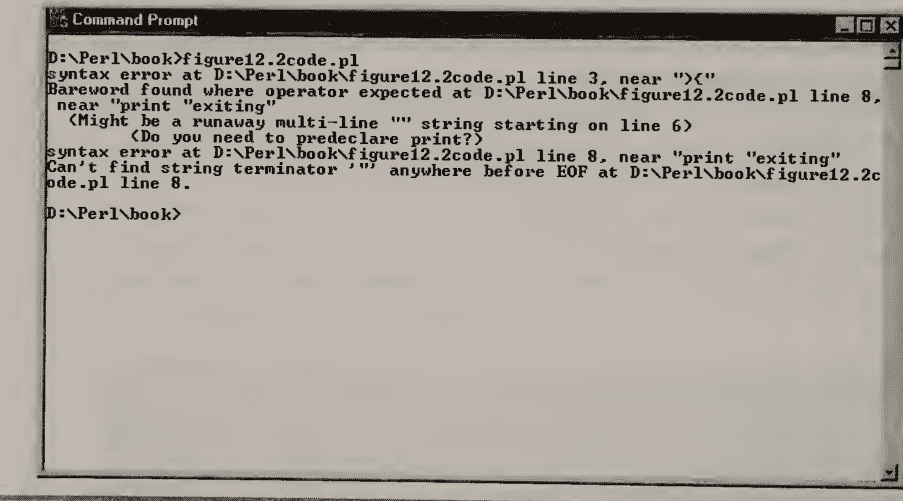 Command Prompt
D:\Perl\book>figure12.2code.pl
syntax error at D:\Perl\book\figure12.2code.pl line 3, near "){"
Bareword found where operator expected at D:\Perl\book\figure12.2code.pl line 8,
 near "print "exiting"
  (Might be a runaway multi-line "" string starting on line 6)
        (Do you need to predeclare print?)
syntax error at D:\Perl\book\figure12.2code.pl line 8, near "print "exiting"
Can't find string terminator '"' anywhere before EOF at D:\Perl\book\figure12.2c
ode.pl line 8.
D:\Perl\book>